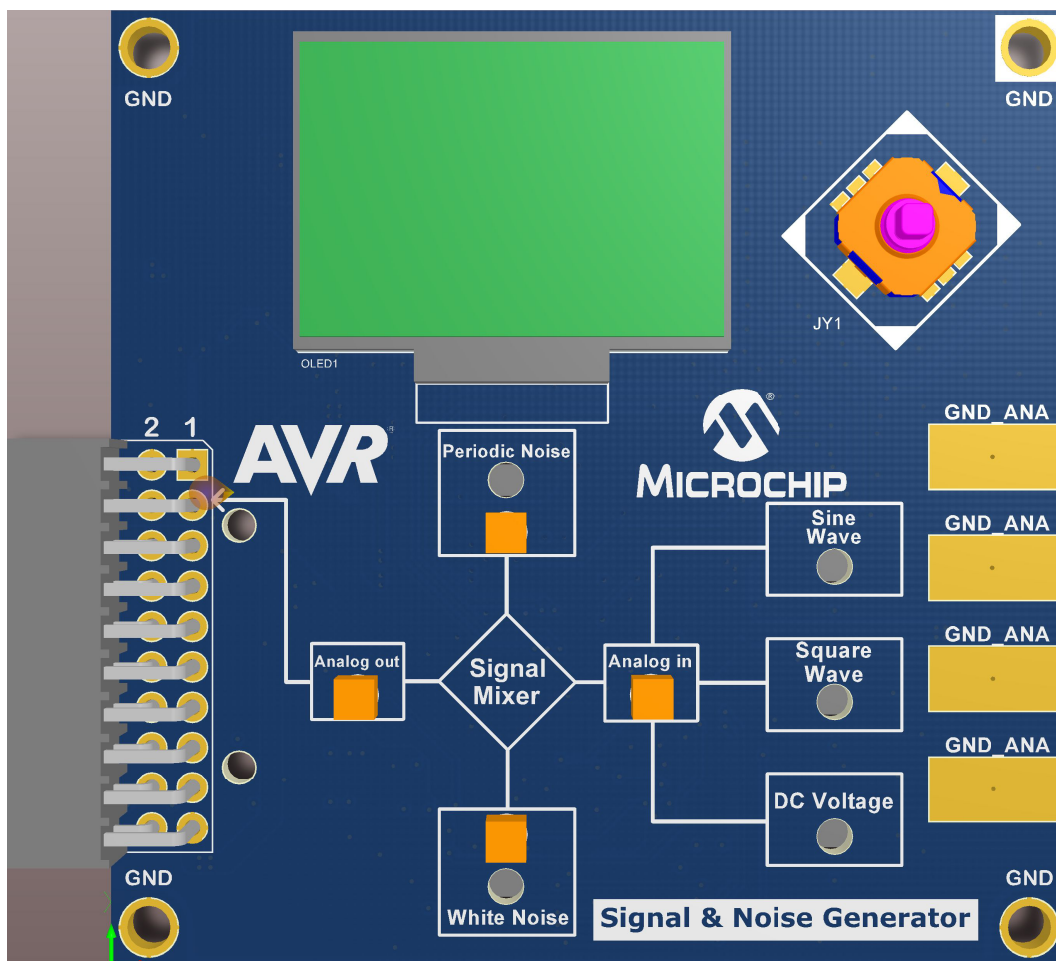 GND
GND
JY1
OLED1
2 1
AVR®
MICROCHIP®
GND_ANA
Periodic Noise
Sine
Wave
GND_ANA
Analog out
Signal
Mixer
Analog in
Square
Wave
GND_ANA
GND_ANA
DC Voltage
GND
White Noise
GND
Signal & Noise Generator